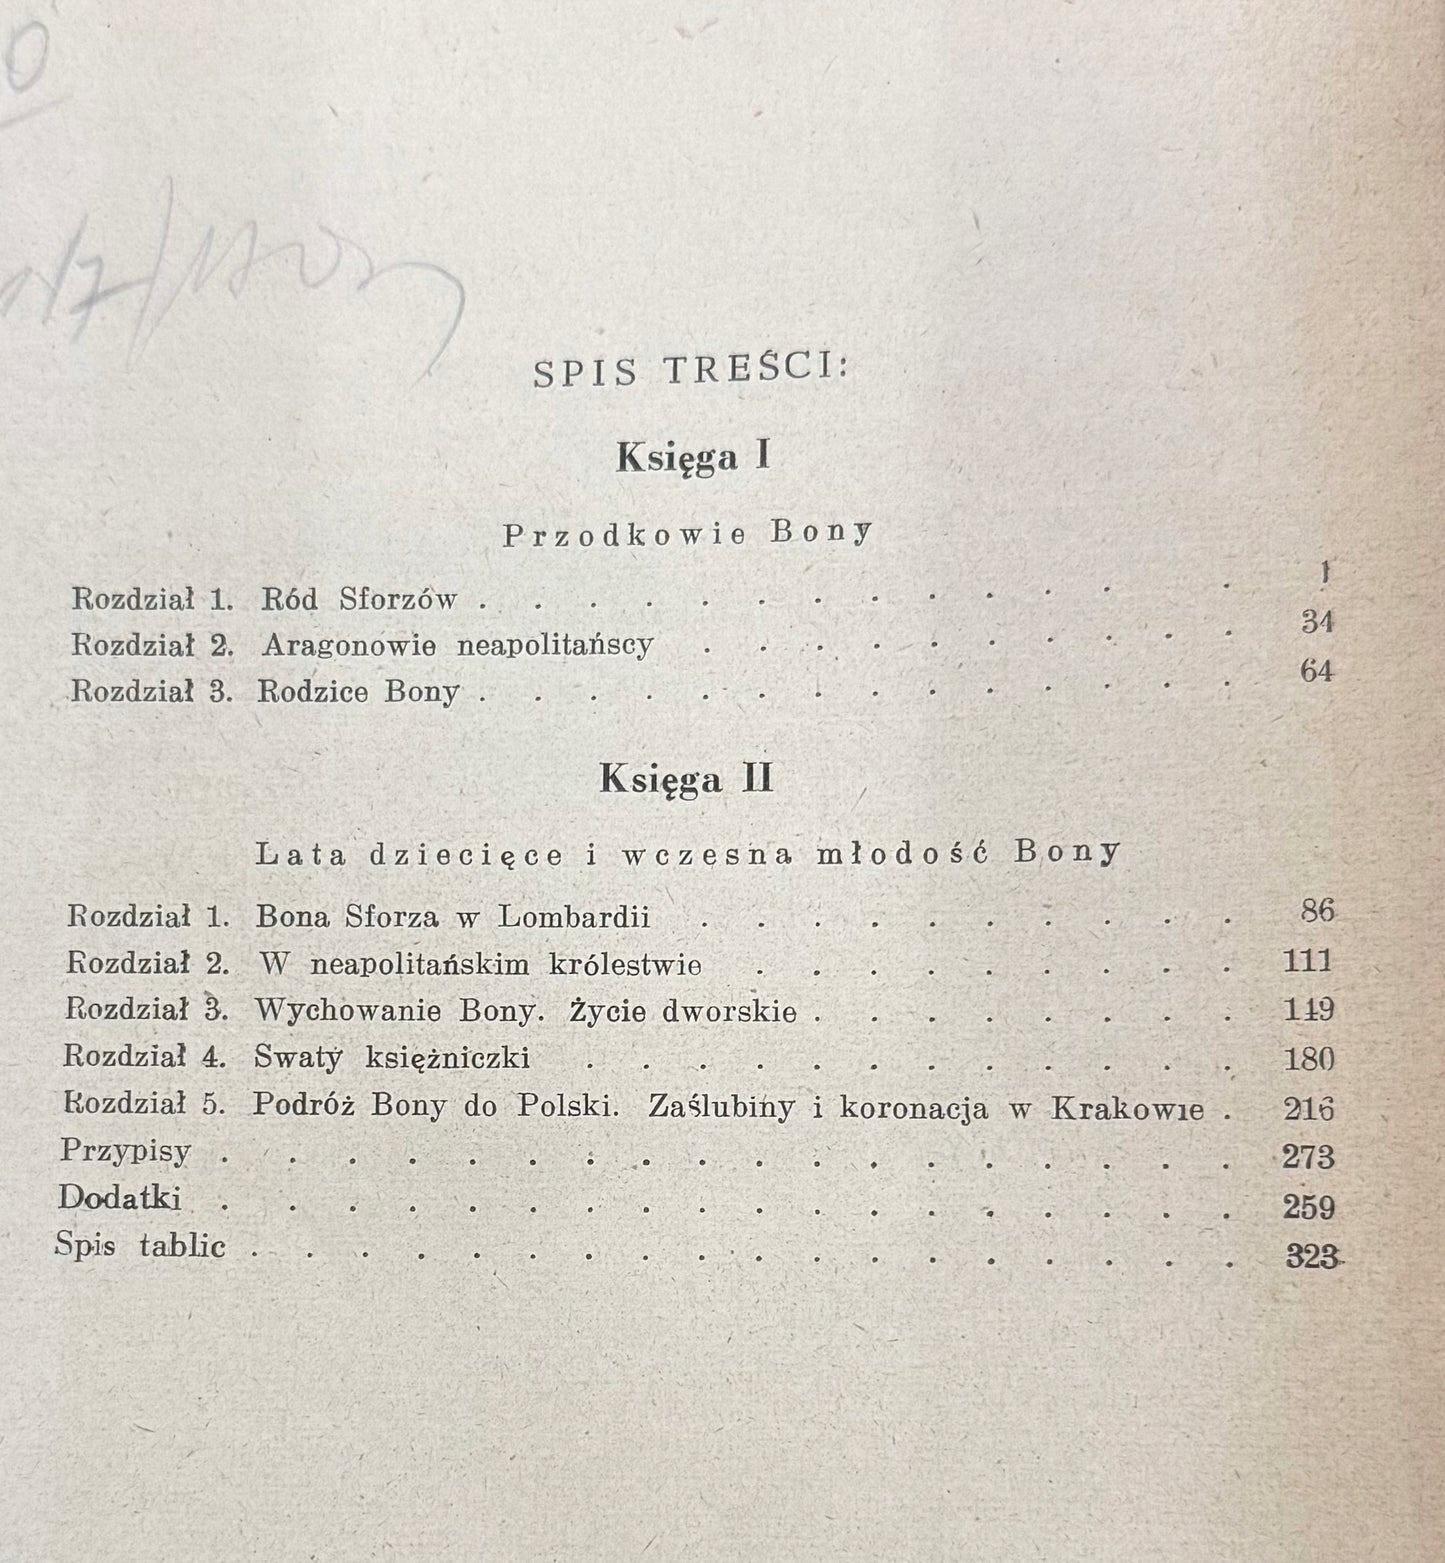 SPIS TREŚCI:
Księga I
Przodkowie Bony
Rozdział 1. Ród Sforzów . . . . . . . . . . . . . 1
Rozdział 2. Aragonowie neapolitańscy . . . . . . . . . . 34
Rozdział 3. Rodzice Bony . . . . . . . . . . . . . . 64
Księga II
Lata dziecięce i wczesna młodość Bony
Rozdział 1. Bona Sforza w Lombardii . . . . . . . . . . 86
Rozdział 2. W neapolitańskim królestwie . . . . . . . . . 111
Rozdział 3. Wychowanie Bony. Życie dworskie . . . . . . . . 149
Rozdział 4. Swaty księżniczki . . . . . . . . . . . . 180
Rozdział 5. Podróż Bony do Polski. Zaślubiny i koronacja w Krakowie . 216
Przypisy . . . . . . . . . . . . . . . . . . 273
Dodatki . . . . . . . . . . . . . . . . . . 259
Spis tablic . . . . . . . . . . . . . . . . . . 323